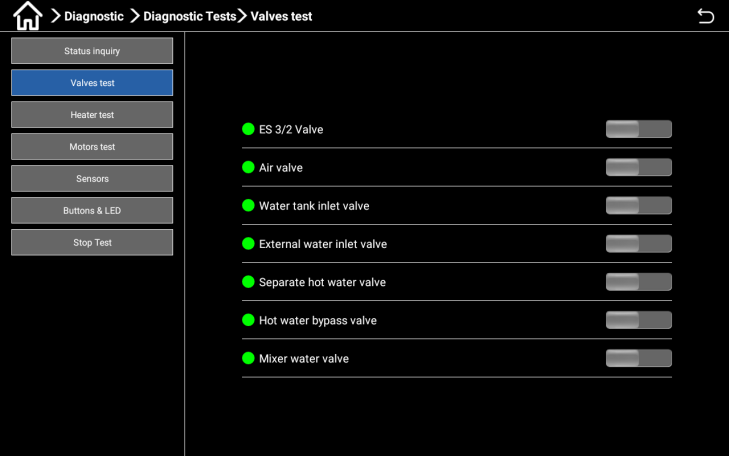 Diagnostic Diagnostic Tests Valves test
Status inquiry
Valves test
Heater test
Motors test
Sensors
Buttons & LED
Stop Test
ES 3/2 Valve
Air valve
Water tank inlet valve
External water inlet valve
Separate hot water valve
Hot water bypass valve
Mixer water valve